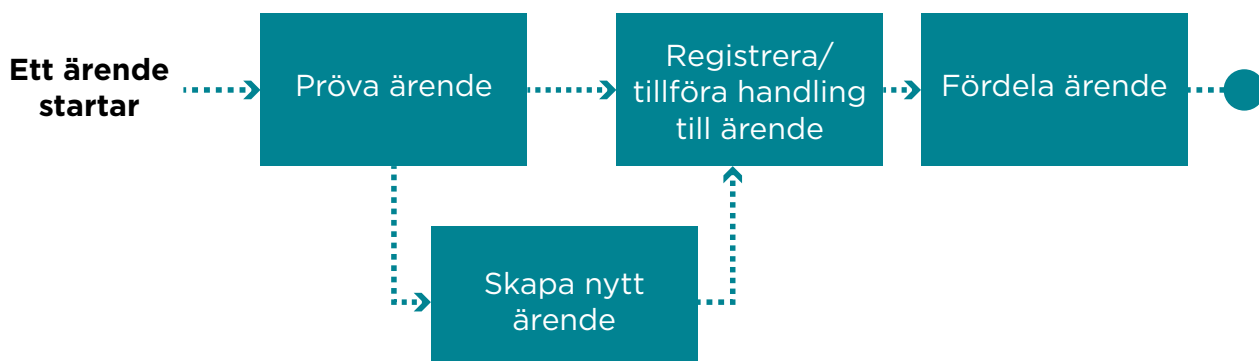 Ett ärende
startar
Pröva ärende
Registrera/
tillföra handling
till ärende
Fördela ärende
Skapa nytt
ärende